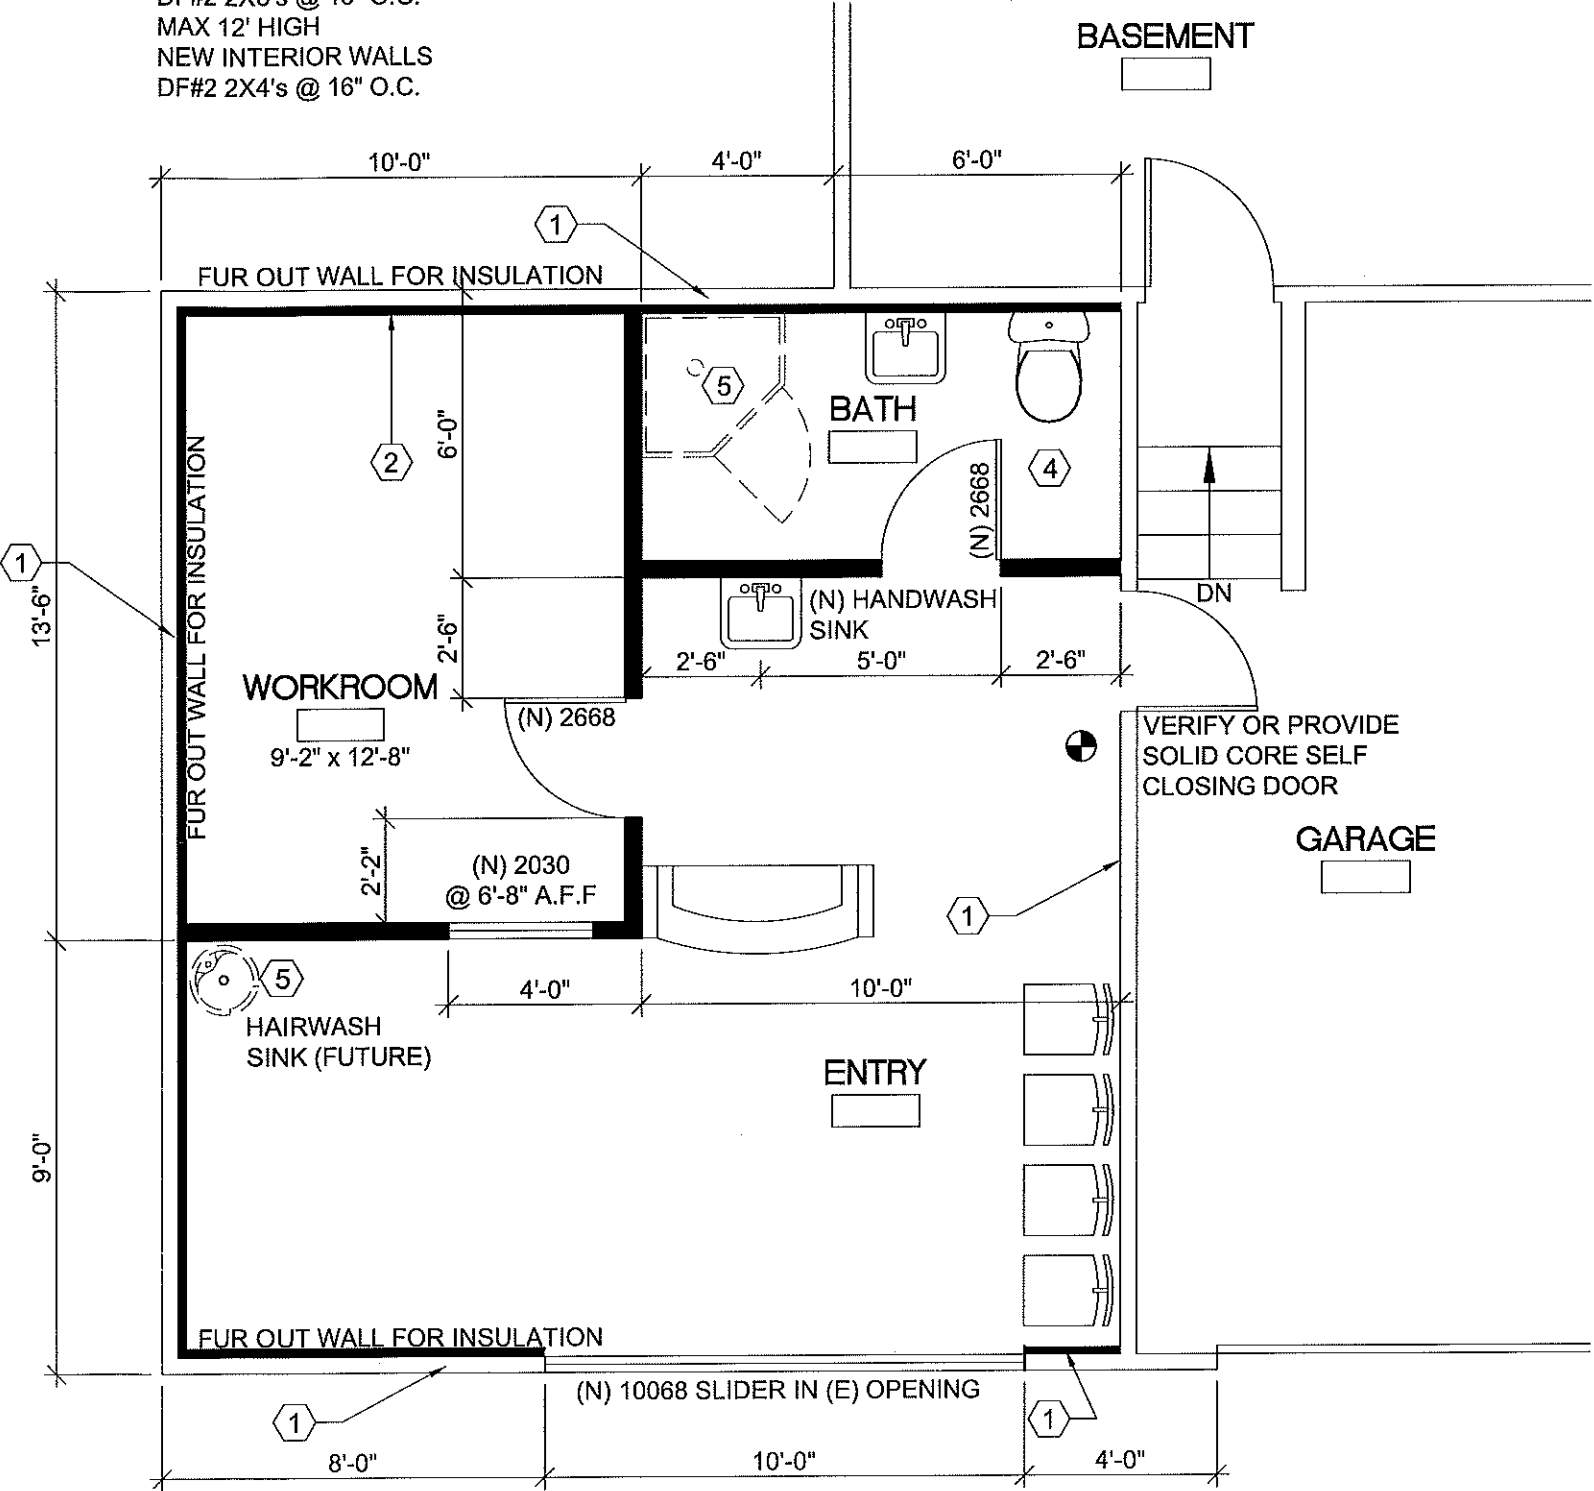 DF#2 2X6's @ 16" O.C.
MAX 12' HIGH
NEW INTERIOR WALLS
DF#2 2X4's @ 16" O.C.
BASEMENT
10'-0"
4'-0"
6'-0"
1
FUR OUT WALL FOR INSULATION
5
BATH
6'-0"
2
4
(N) 2668
FUR OUT WALL FOR INSULATION
1
13'-6"
DN
(N) HANDWASH
SINK
2'-6"
2'-6"
5'-0"
2'-6"
WORKROOM
9'-2" x 12'-8"
(N) 2668
VERIFY OR PROVIDE
SOLID CORE SELF
CLOSING DOOR
GARAGE
2'-2"
(N) 2030
@ 6'-8" A.F.F
1
5
4'-0"
10'-0"
HAIRWASH
SINK (FUTURE)
ENTRY
9'-0"
FUR OUT WALL FOR INSULATION
(N) 10068 SLIDER IN (E) OPENING
1
1
8'-0"
10'-0"
4'-0"